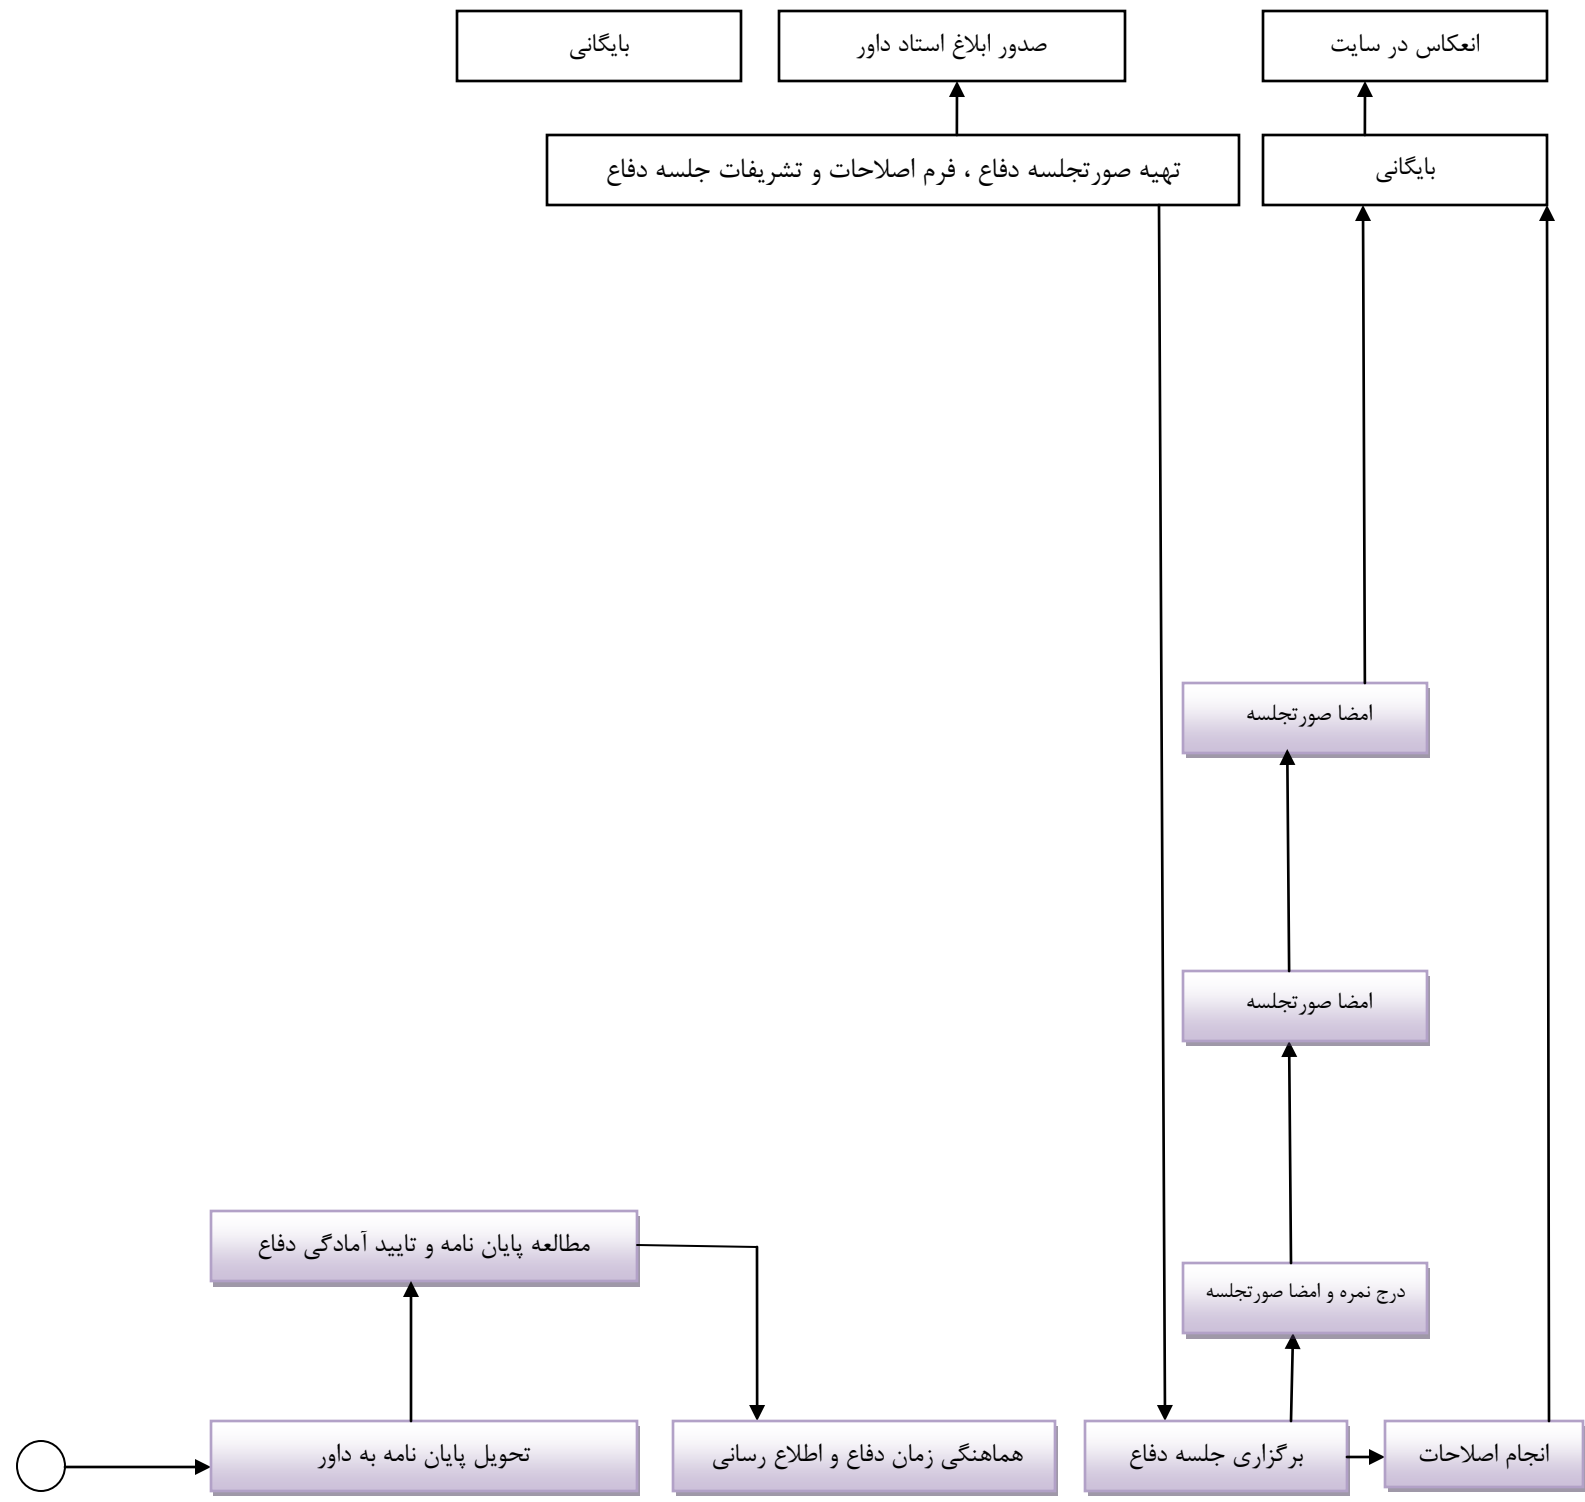 انعکاس در سایت
صدور ابلاغ استاد داور
بایگانی
بایگانی
تهیه صورتجلسه دفاع ، فرم اصلاحات و تشریفات جلسه دفاع
امضا صورتجلسه
امضا صورتجلسه
مطالعه پایان نامه و تایید آمادگی دفاع
درج نمره و امضا صورتجلسه
انجام اصلاحات
برگزاری جلسه دفاع
هماهنگی زمان دفاع و اطلاع رسانی
تحویل پایان نامه به داور